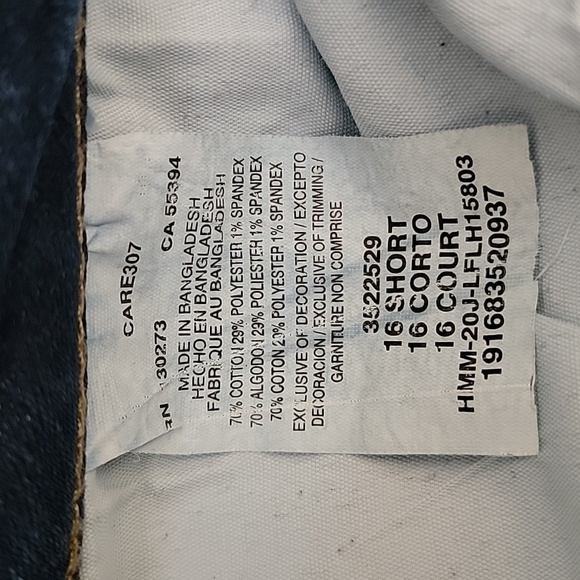 CARE307
RN 130273 CA 55394
MADE IN BANGLADESH
HECHO EN BANGLADESH
FABRIQUE AU BANGLADESH
70% COTTON 29% POLYESTER 1% SPANDEX
70% ALGODON 29% POLIESTER 1% SPANDEX
70% COTON 29% POLYESTER 1% SPANDEX
EXCLUSIVE OF DECORATION / EXCEPTO
DECORACION / EXCLUSIVE OF TRIMMING /
GARNITURE NON COMPRISE
3522529
16 SHORT
16 CORTO
16 COURT
HMM-20J-LFLH15803
191683520937